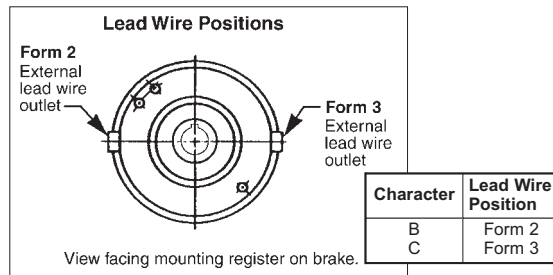 Lead Wire Positions
Form 2
External
lead wire
outlet
Form 3
External
lead wire
outlet
Character Lead Wire
Position
B Form 2
C Form 3
View facing mounting register on brake.